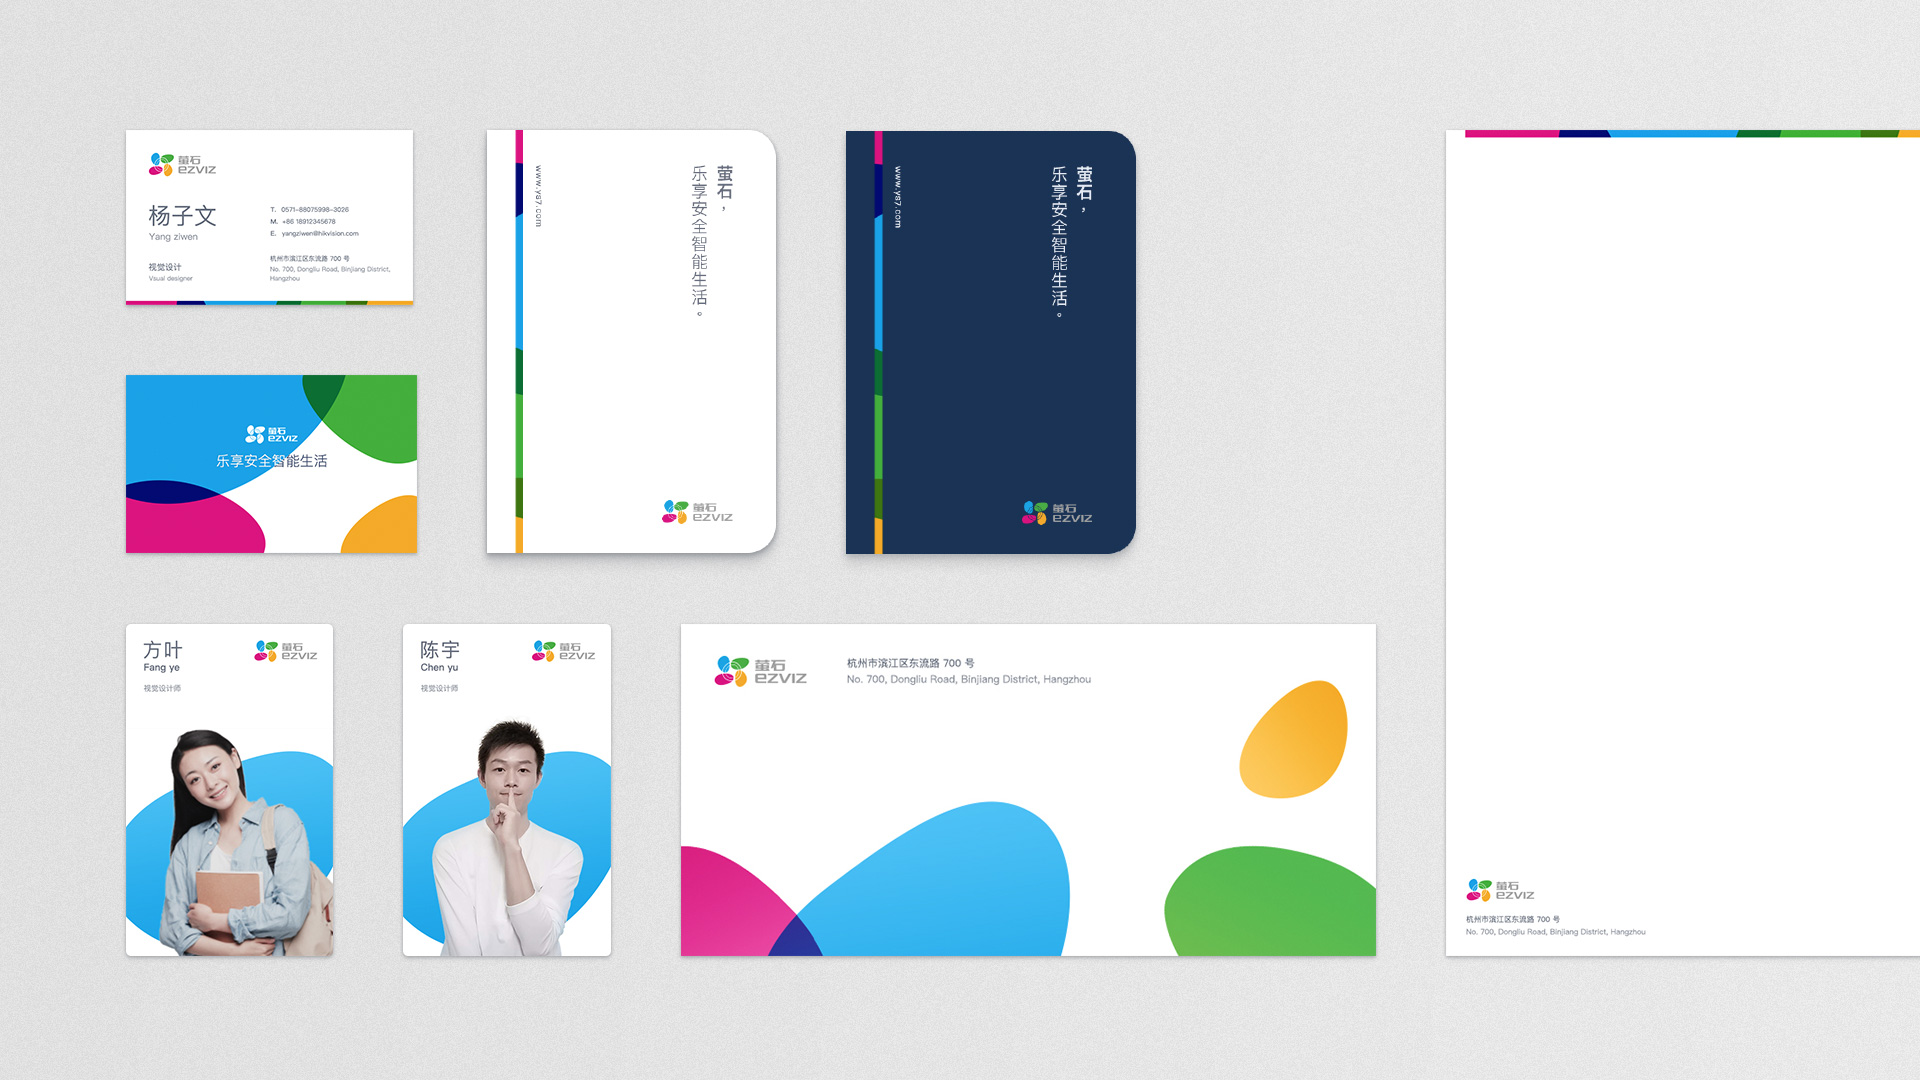 萤石
ezviz
杨子文
Yang ziwen
视觉设计
Vsual designer
T. 0571-88075998-3026
M. +86 18912345678
E. yangziwen@hikvision.com
杭州市滨江区东流路 700 号
No. 700, Dongliu Road, Binjiang District,
Hangzhou
萤石
ezviz
乐享安全智能生活
www.ys7.com
萤石，
乐享安全智能生活。
萤石
ezviz
www.ys7.com
萤石，
乐享安全智能生活。
萤石
ezviz
方叶
Fang ye
视觉设计师
萤石
ezviz
陈宇
Chen yu
视觉设计师
萤石
ezviz
萤石
ezviz
杭州市滨江区东流路 700 号
No. 700, Dongliu Road, Binjiang District, Hangzhou
萤石
ezviz
杭州市滨江区东流路 700 号
No. 700, Dongliu Road, Binjiang District, Hangzhou